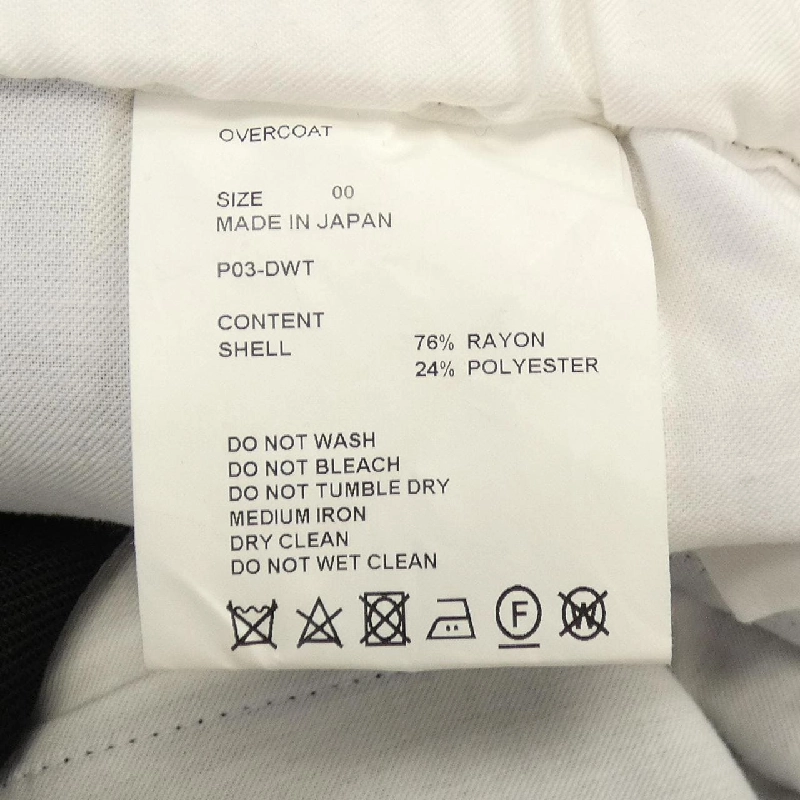 OVERCOAT
SIZE 00
MADE IN JAPAN
P03-DWT
CONTENT
SHELL 76% RAYON
24% POLYESTER
DO NOT WASH
DO NOT BLEACH
DO NOT TUMBLE DRY
MEDIUM IRON
DRY CLEAN
DO NOT WET CLEAN
F W